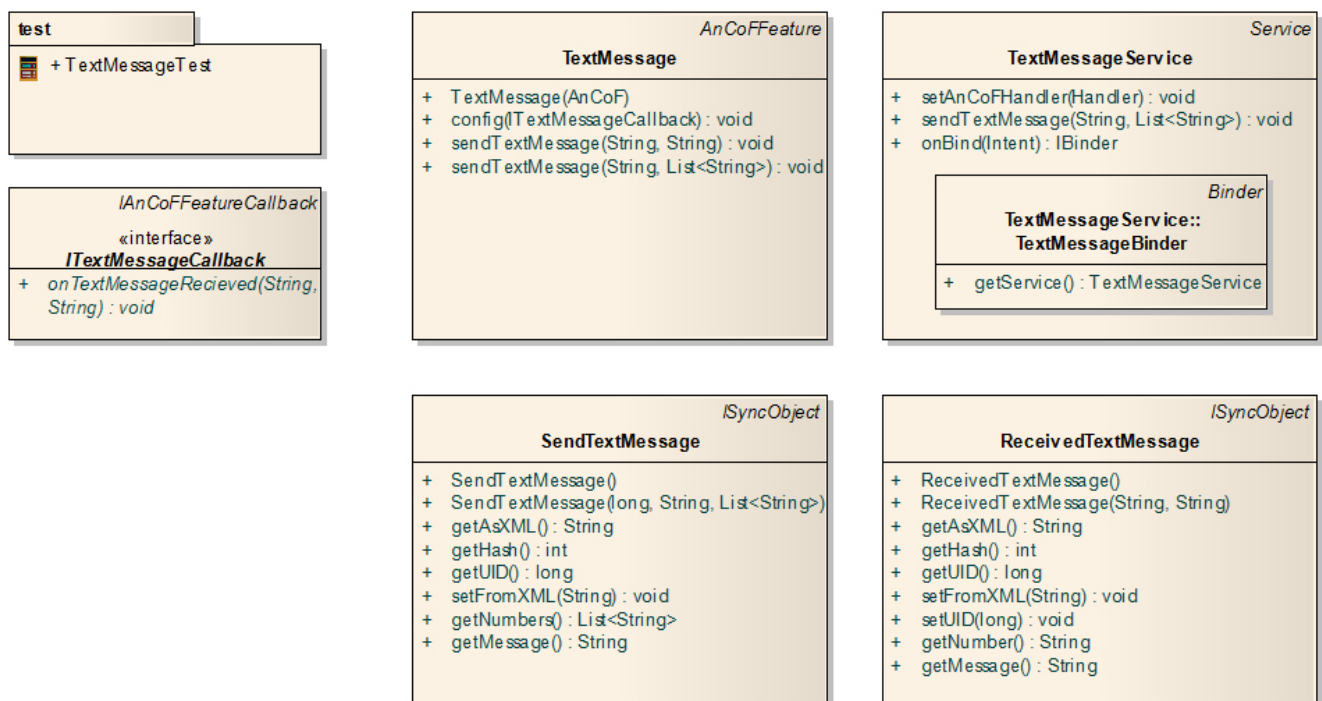 test
+ TextMessageTest
IAnCoFFeatureCallback
«interface»
ITextMessageCallback
+ onTextMessageRecieved(String,
String) : void
AnCoFFeature
TextMessage
+ TextMessage(AnCoF)
+ config(ITextMessageCallback) : void
+ sendTextMessage(String, String) : void
+ sendTextMessage(String, List<String>) : void
Service
TextMessageService
+ setAnCoFHandler(Handler) : void
+ sendTextMessage(String, List<String>) : void
+ onBind(Intent) : IBinder
Binder
TextMessageService::
TextMessageBinder
+ getService() : TextMessageService
ISyncObject
SendTextMessage
+ SendTextMessage()
+ SendTextMessage(long, String, List<String>)
+ getAsXML() : String
+ getHash() : int
+ getUID() : long
+ setFromXML(String) : void
+ getNumbers() : List<String>
+ getMessage() : String
ISyncObject
ReceivedTextMessage
+ ReceivedTextMessage()
+ ReceivedTextMessage(String, String)
+ getAsXML() : String
+ getHash() : int
+ getUID() : long
+ setFromXML(String) : void
+ setUID(long) : void
+ getNumber() : String
+ getMessage() : String